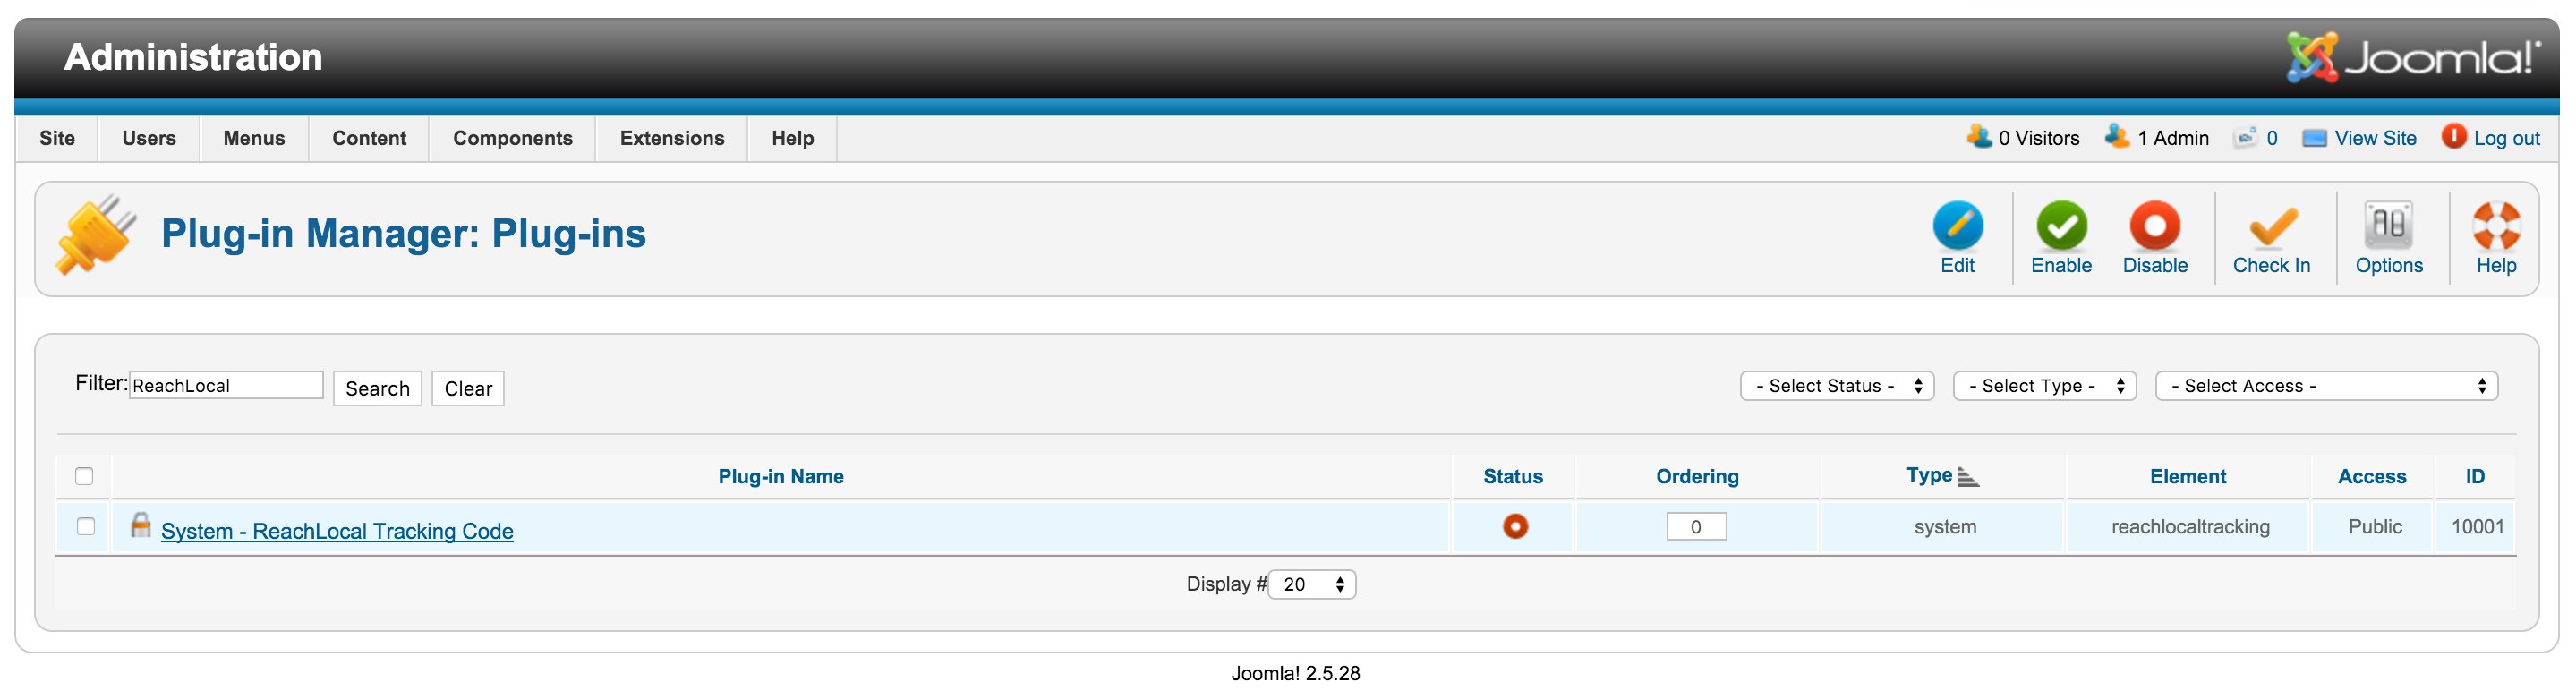 Administration
Joomla!
Site Users Menus Content Components Extensions Help 0 Visitors 1 Admin 0 View Site Log out
Plug-in Manager: Plug-ins
Edit Enable Disable Check In Options Help
Filter: ReachLocal Search Clear - Select Status - - Select Type - - Select Access -
Plug-in Name Status Ordering Type Element Access ID
System - ReachLocal Tracking Code 0 system reachlocaltracking Public 10001
Display # 20
Joomla! 2.5.28